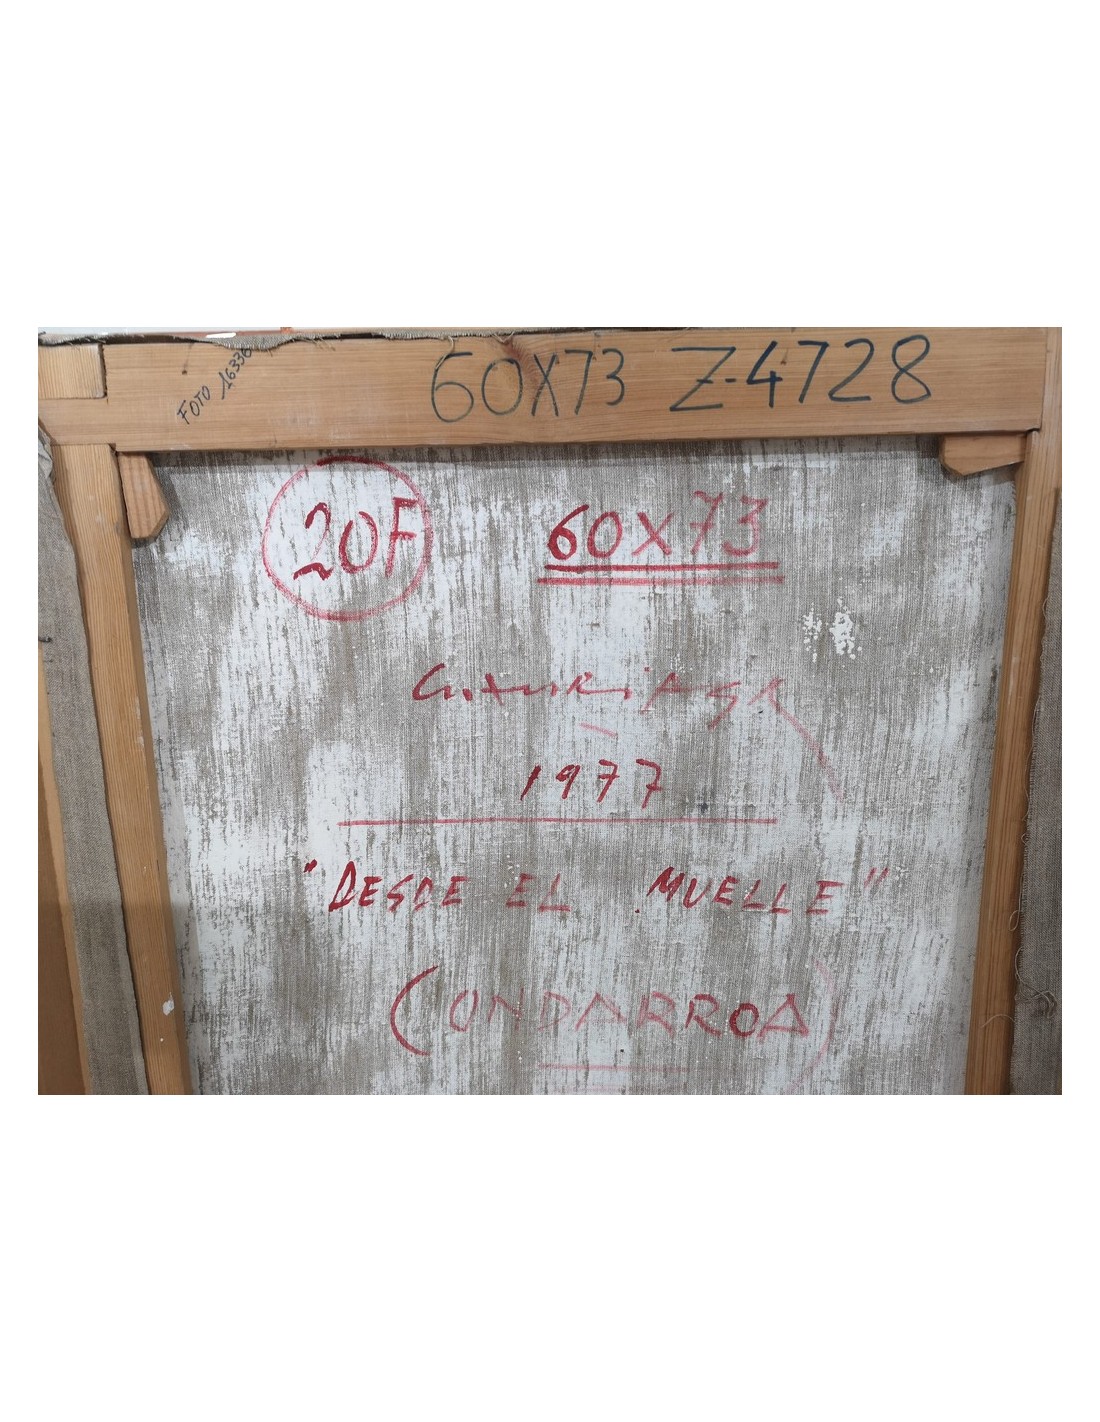 FOTO 16336
60X73 Z-4728
20F
60X73
1977
"DESDE EL MUELLE"
(ONDARROA)